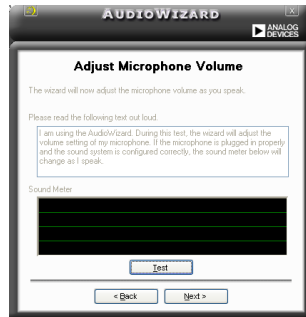 AUDIOWIZARD
ANALOG
DEVICES
Adjust Microphone Volume
The wizard will now adjust the microphone volume as you speak.
Please read the following text out loud.
I am using the AudioWizard. During this test, the wizard will adjust the
volume setting of my microphone. If the microphone is plugged in properly
and the sound system is configured correctly, the sound meter below will
change as I speak.
Sound Meter
Test
< Back
Next >